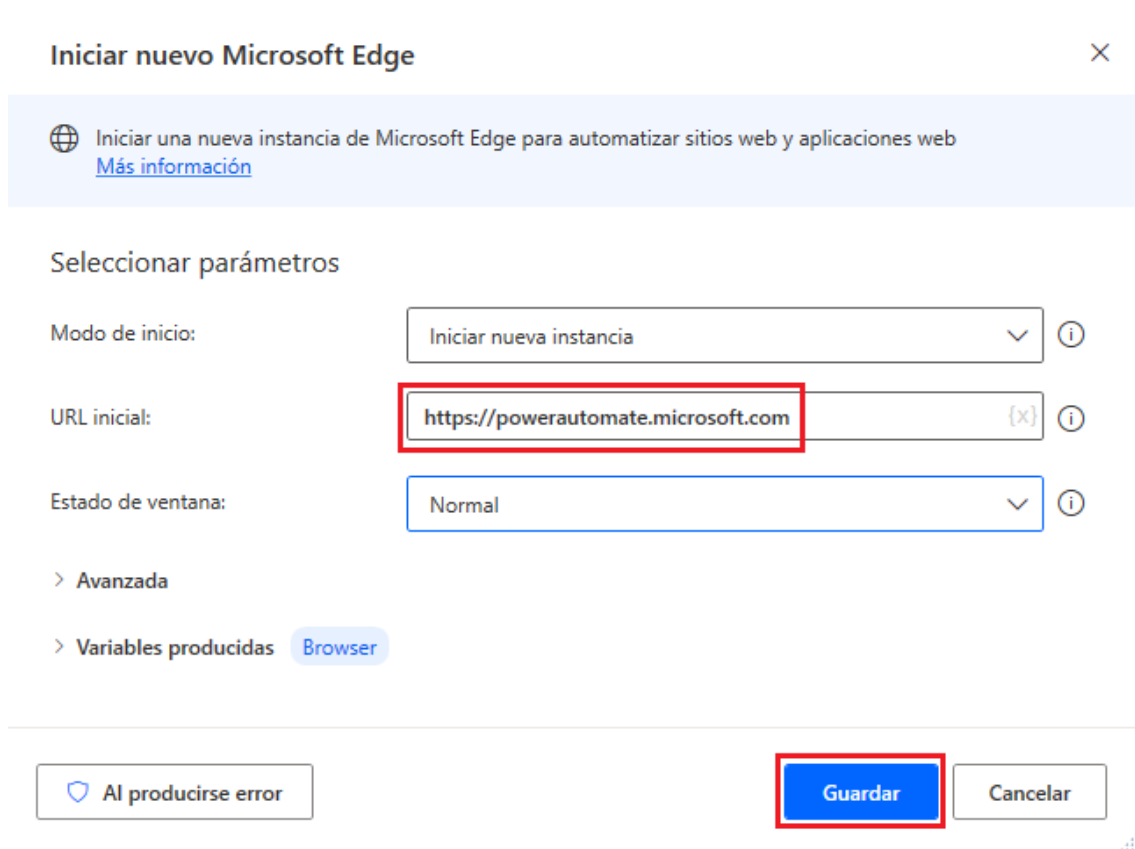 Iniciar nuevo Microsoft Edge
Iniciar una nueva instancia de Microsoft Edge para automatizar sitios web y aplicaciones web
Más información
Seleccionar parámetros
Modo de inicio:
Iniciar nueva instancia
URL inicial:
https://powerautomate.microsoft.com
{x}
Estado de ventana:
Normal
Avanzada
Variables producidas Browser
Al producirse error
Guardar
Cancelar